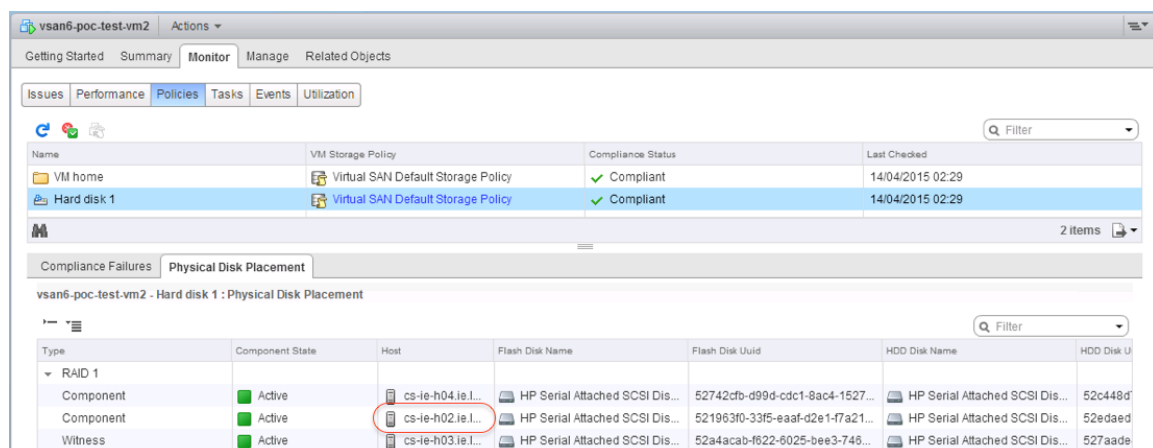 vsan6-poc-test-vm2 Actions
Getting Started Summary Monitor Manage Related Objects
Issues Performance Policies Tasks Events Utilization
Filter
Name VM Storage Policy Compliance Status Last Checked
VM home Virtual SAN Default Storage Policy Compliant 14/04/2015 02:29
Hard disk 1 Virtual SAN Default Storage Policy Compliant 14/04/2015 02:29
2 items
Compliance Failures Physical Disk Placement
vsan6-poc-test-vm2 - Hard disk 1 : Physical Disk Placement
Filter
Type Component State Host Flash Disk Name Flash Disk Uuid HDD Disk Name HDD Disk U
RAID 1
Component Active cs-ie-h04.ie.l... HP Serial Attached SCSI Dis... 52742cfb-d99d-cdc1-8ac4-1527... HP Serial Attached SCSI Dis... 52c448d7
Component Active cs-ie-h02.ie.l... HP Serial Attached SCSI Dis... 521963f0-33f5-eaaf-d2e1-f7a21... HP Serial Attached SCSI Dis... 52edaed
Witness Active cs-ie-h03.ie.l... HP Serial Attached SCSI Dis... 52a4acab-f622-6025-bee3-746... HP Serial Attached SCSI Dis... 527aade